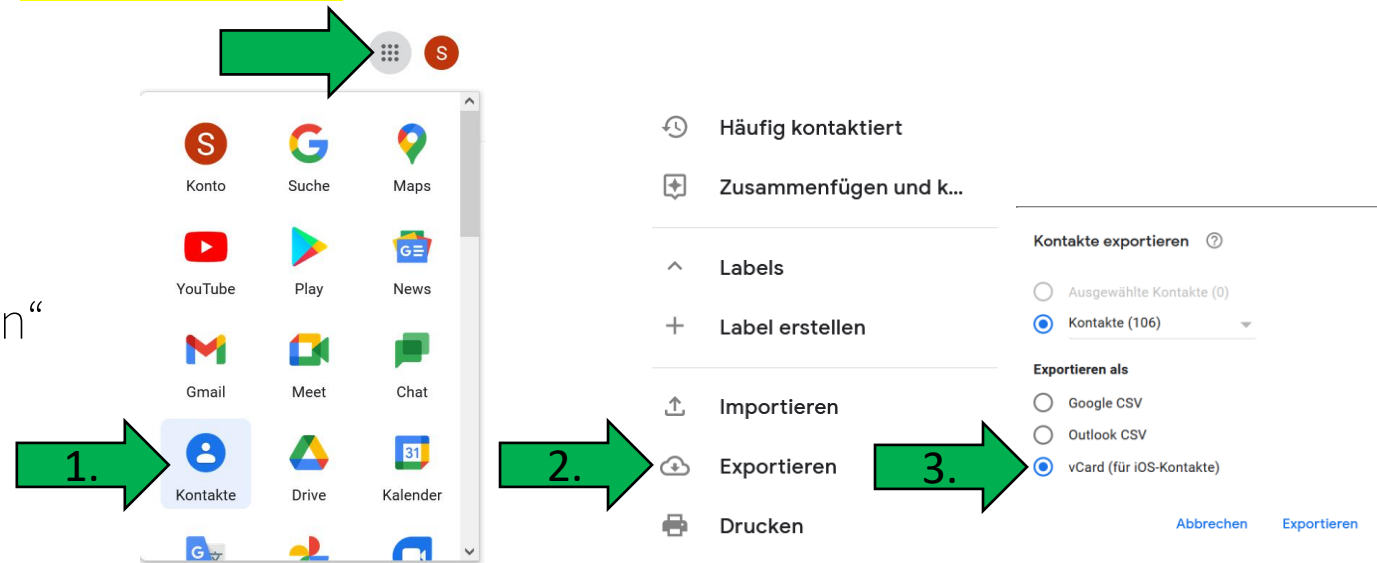 S
S
Konto
Suche
Maps
YouTube
Play
News
n“
Gmail
Meet
Chat
1.
31
Kontakte
Drive
Kalender
G
2.
Häufig kontaktiert
Zusammenfügen und k...
Labels
Label erstellen
Importieren
Exportieren
Drucken
3.
Kontakte exportieren
Ausgewählte Kontakte (0)
Kontakte (106)
Exportieren als
Google CSV
Outlook CSV
vCard (für iOS-Kontakte)
Abbrechen Exportieren